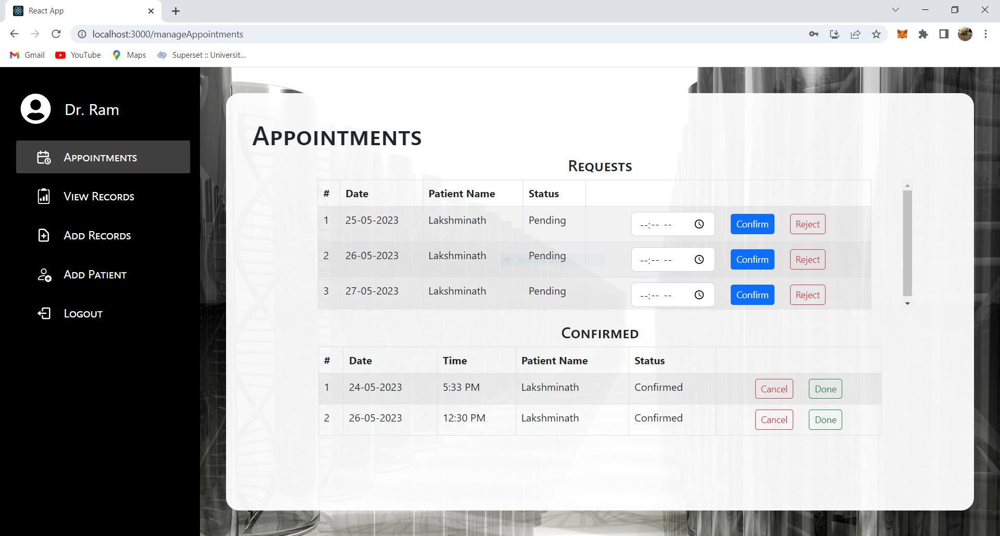 React App
localhost:3000/manageAppointments
Gmail YouTube Maps Superset :: Universit...
Dr. Ram
Appointments
View Records
Add Records
Add Patient
Logout
Appointments
Requests
# Date Patient Name Status
1 25-05-2023 Lakshminath Pending --:-- -- Confirm Reject
2 26-05-2023 Lakshminath Pending --:-- -- Confirm Reject
3 27-05-2023 Lakshminath Pending --:-- -- Confirm Reject
Confirmed
# Date Time Patient Name Status
1 24-05-2023 5:33 PM Lakshminath Confirmed Cancel Done
2 26-05-2023 12:30 PM Lakshminath Confirmed Cancel Done